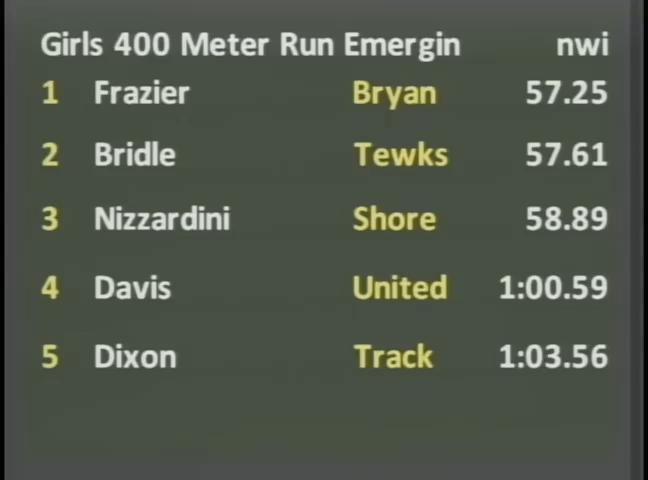 Girls 400 Meter Run Emergin nwi
1 Frazier Bryan 57.25
2 Bridle Tewks 57.61
3 Nizzardini Shore 58.89
4 Davis United 1:00.59
5 Dixon Track 1:03.56